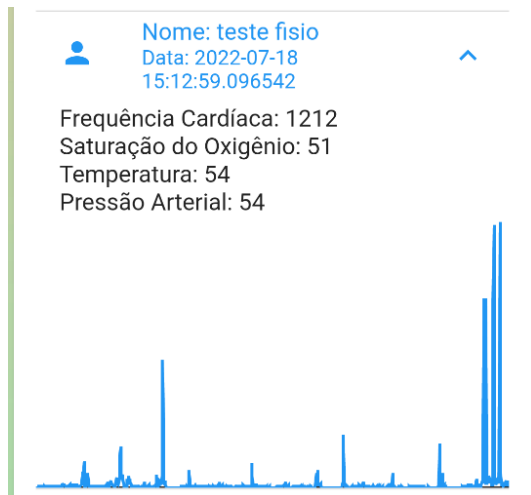 Nome: teste fisio
Data: 2022-07-18
15:12:59.096542
Frequência Cardíaca: 1212
Saturação do Oxigênio: 51
Temperatura: 54
Pressão Arterial: 54